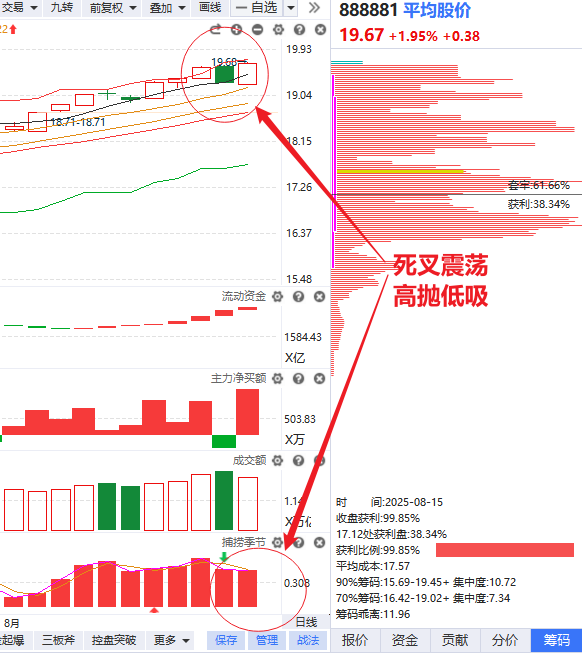 交易 九转 前复权 叠加 画线 一自选
22
888881 平均股价
19.67 +1.95% +0.38
19.93
19.68
19.04
18.71-18.71
18.15
套牢:61.66%
17.26
获利:38.34%
16.37
死叉震荡
高抛低吸
15.48
流动资金
1584.43
X亿
主力净买额
503.83
X万
成交额
1.14
X万亿
捕捞季节
0.308
时 间:2025-08-15
收盘获利:99.85%
17.12处获利盘:38.34%
获利比例:99.85%
平均成本:17.57
90%筹码:15.69-19.45+ 集中度:10.72
70%筹码:16.42-19.02+ 集中度:7.34
筹码乖离:11.96
8月 日线
起爆 三板斧 控盘突破 更多 保存 管理 战法
报价 资金 贡献 分价 筹码